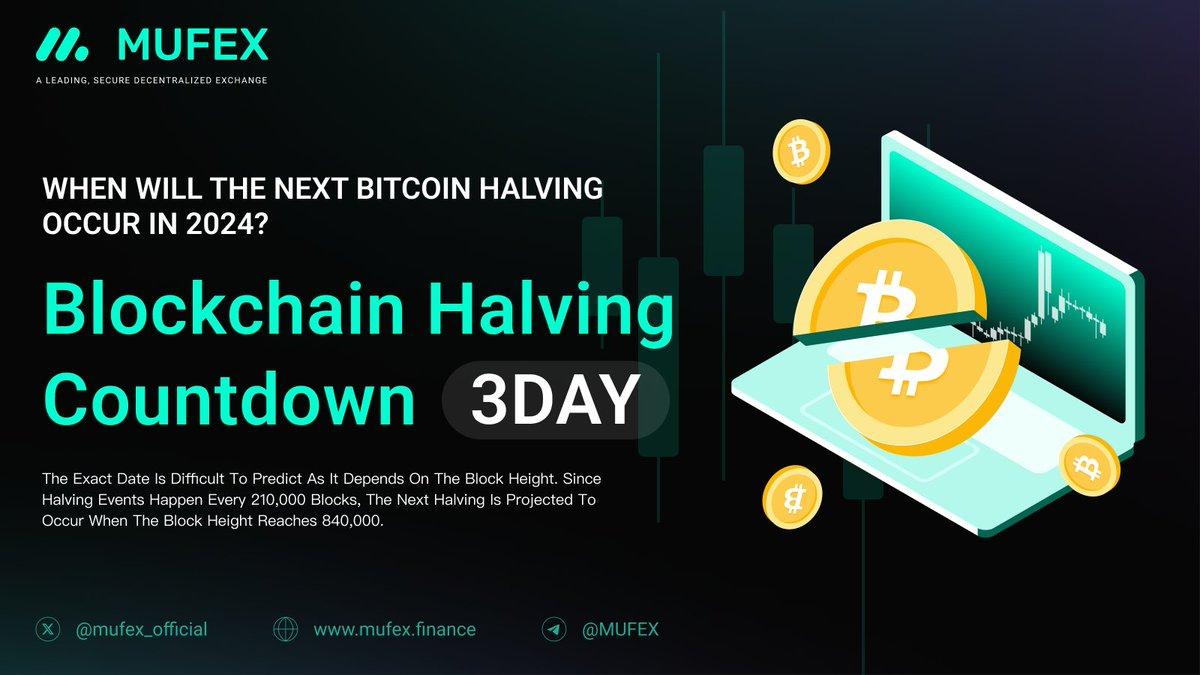 MUFEX
A LEADING, SECURE DECENTRALIZED EXCHANGE
WHEN WILL THE NEXT BITCOIN HALVING
OCCUR IN 2024?
Blockchain Halving
Countdown 3DAY
The Exact Date Is Difficult To Predict As It Depends On The Block Height. Since
Halving Events Happen Every 210,000 Blocks, The Next Halving Is Projected To
Occur When The Block Height Reaches 840,000.
@mufex_official www.mufex.finance @MUFEX